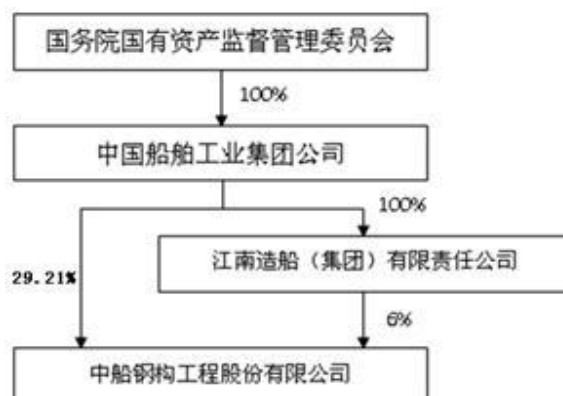 国务院国有资产监督管理委员会
100%
中国船舶工业集团公司
100%
江南造船（集团）有限责任公司
29.21%
6%
中船钢构工程股份有限公司